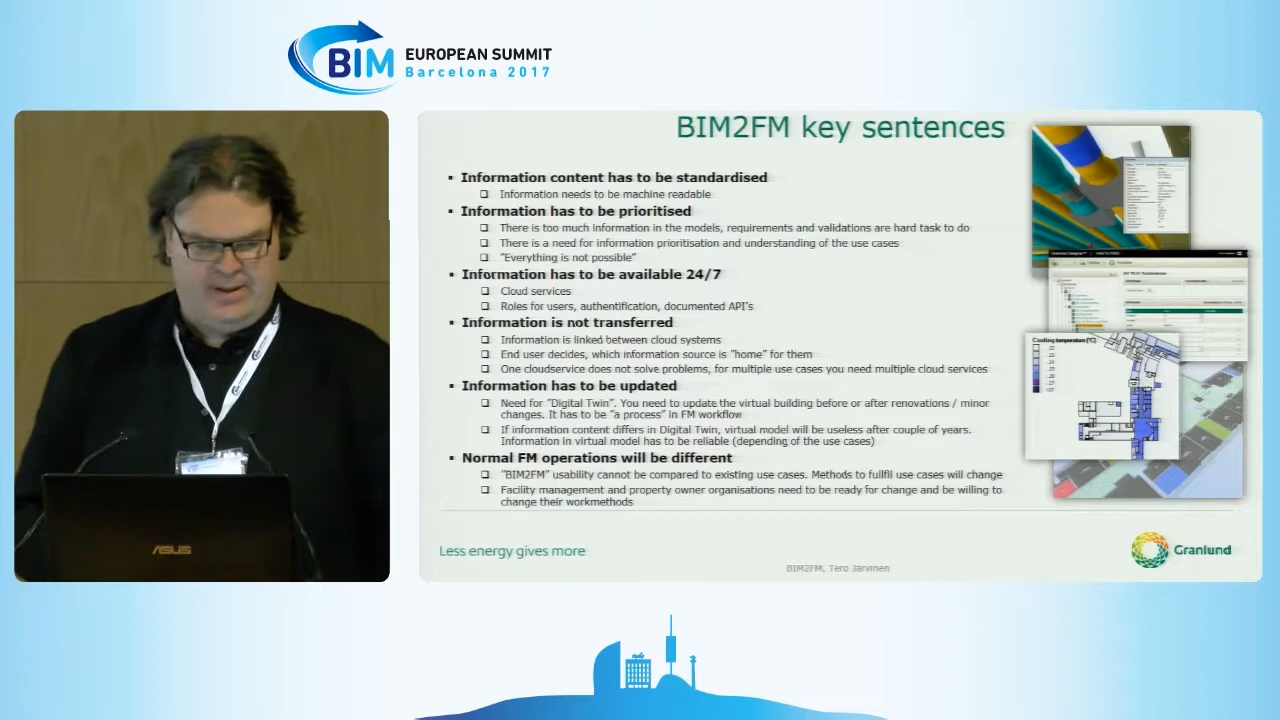 BIM EUROPEAN SUMMIT
Barcelona 2017
BIM2FM key sentences
▪ Information content has to be standardised
❑ Information needs to be machine readable
▪ Information has to be prioritised
❑ There is too much information in the models, requirements and validations are hard task to do
❑ There is a need for information prioritisation and understanding of the use cases
❑ "Everything is not possible"
▪ Information has to be available 24/7
❑ Cloud services
❑ Roles for users, authentification, documented API's
▪ Information is not transferred
❑ Information is linked between cloud systems
❑ End user decides, which information source is "home" for them
❑ One cloudservice does not solve problems, for multiple use cases you need multiple cloud services
▪ Information has to be updated
❑ Need for "Digital Twin". You need to update the virtual building before or after renovations / minor
changes. It has to be "a process" in FM workflow
❑ If information content differs in Digital Twin, virtual model will be useless after couple of years.
Information in virtual model has to be reliable (depending of the use cases)
▪ Normal FM operations will be different
❑ "BIM2FM" usability cannot be compared to existing use cases. Methods to fullfil use cases will change
❑ Facility management and property owner organisations need to be ready for change and be willing to
change their workmethods
Cooling temperature (°C)
Less energy gives more
Granlund
BIM2FM, Tero Järvinen
ASUS